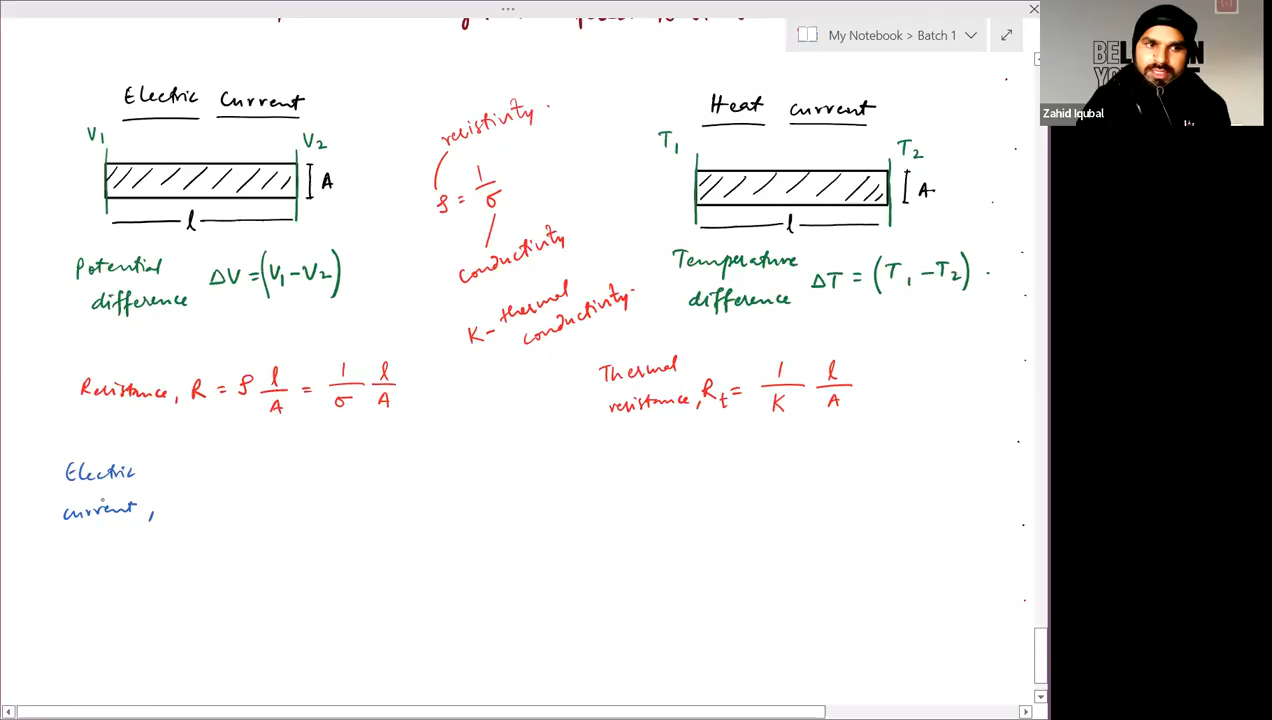 My Notebook > Batch 1
Zahid Iqubal
Electric Current
V1 V2
A
l
Potential difference ΔV = (V1 - V2)
resistivity
ρ = 1/σ
conductivity
K - thermal conductivity
Heat current
T1 T2
A
l
Temperature difference ΔT = (T1 - T2)
Resistance, R = ρ l/A = 1/σ l/A
Thermal resistance, Rt = 1/K l/A
Electric
current,